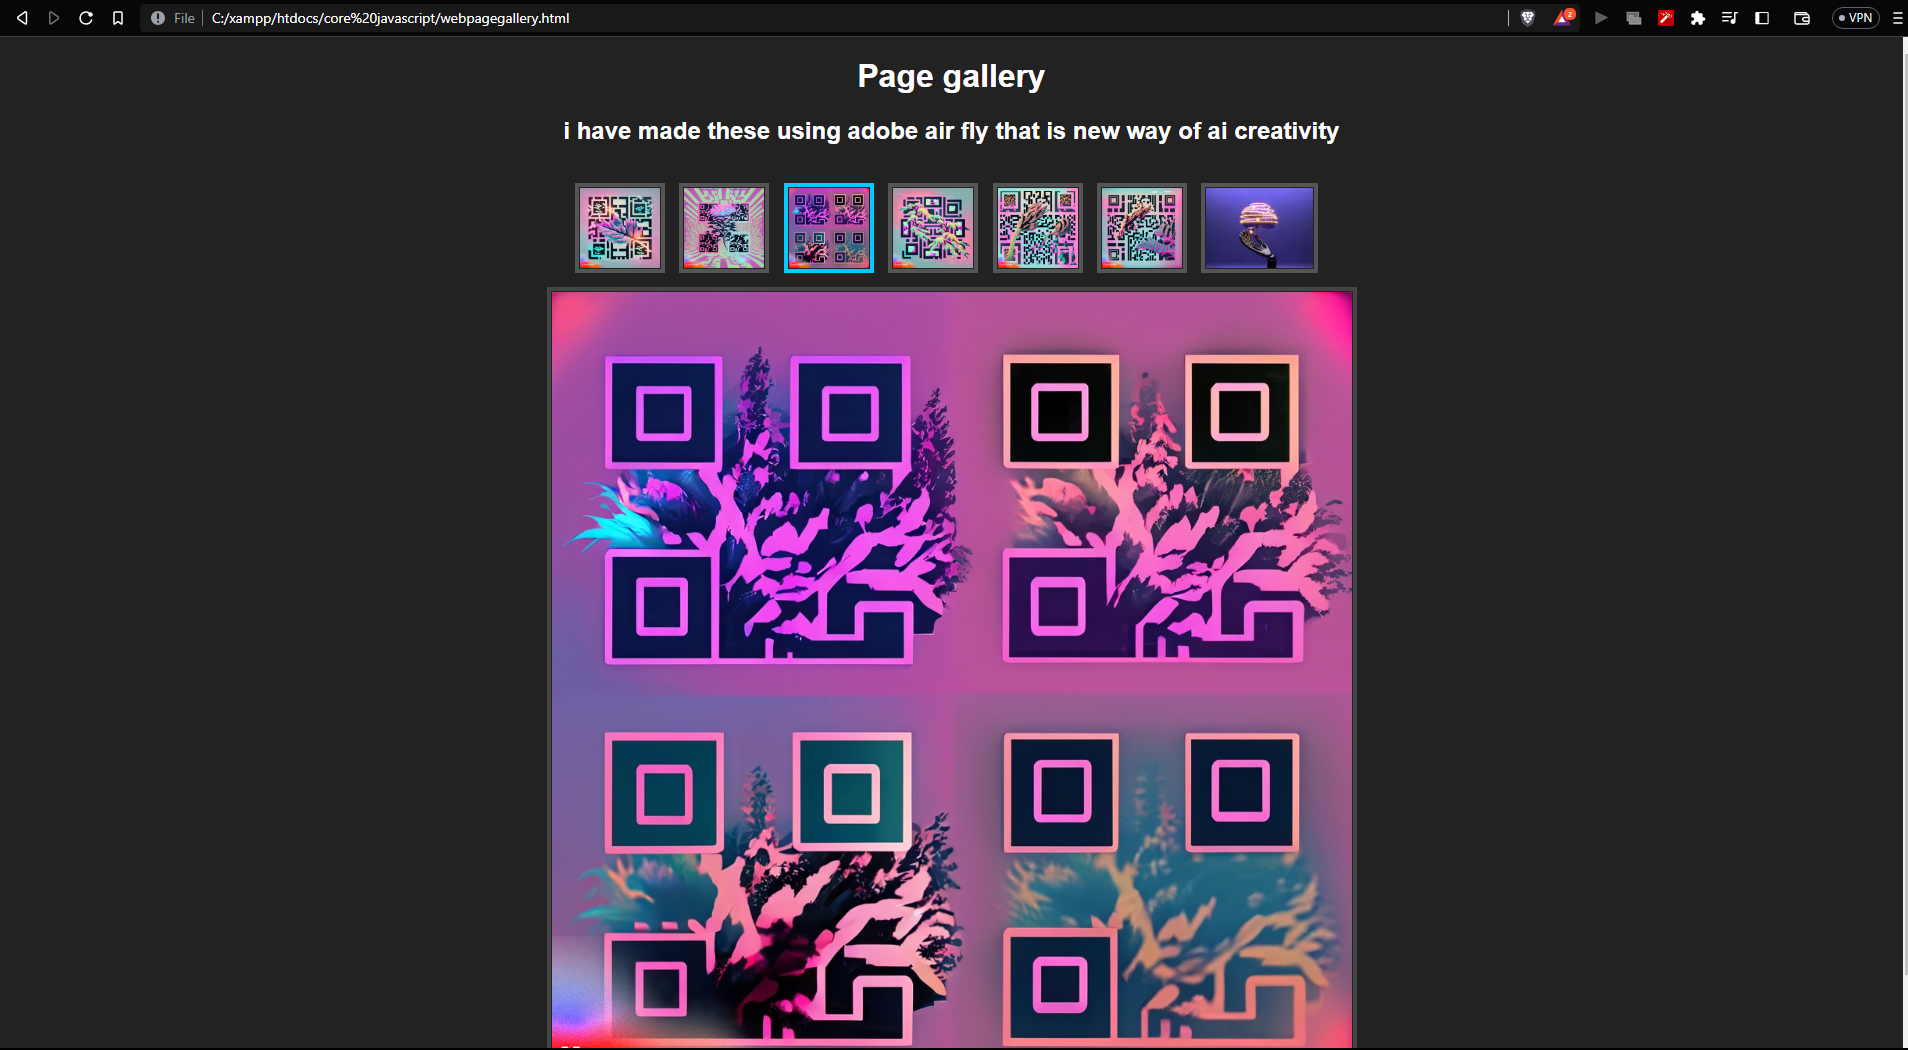 File
C:/xampp/htdocs/core%20javascript/webpagegallery.html
2
VPN
Page gallery
i have made these using adobe air fly that is new way of ai creativity